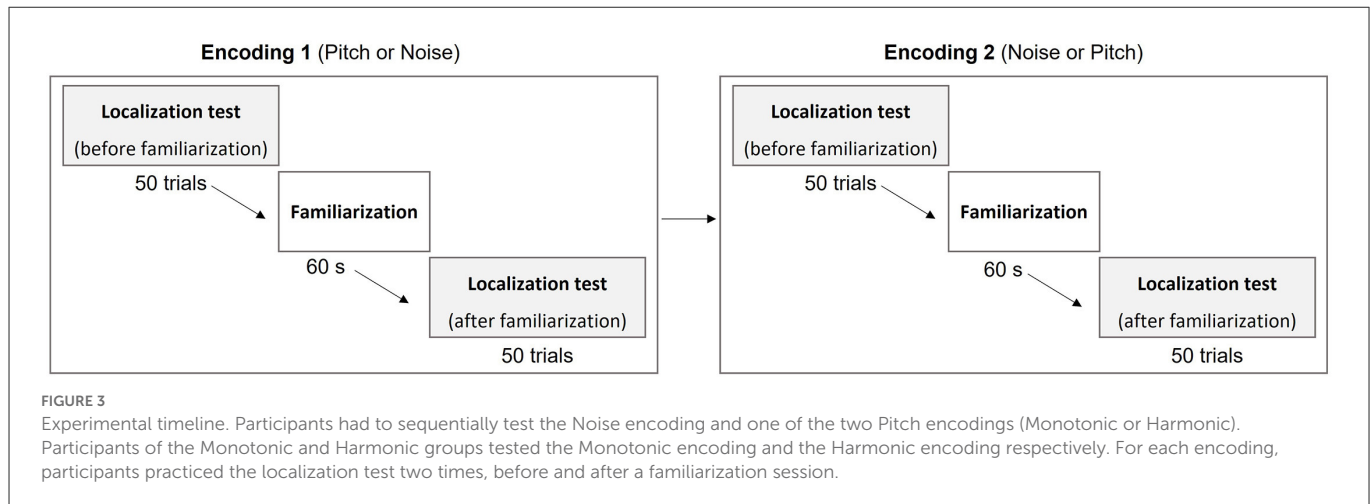 Encoding 1 (Pitch or Noise)
Localization test
(before familiarization)
50 trials
Familiarization
60 s
Localization test
(after familiarization)
50 trials
Encoding 2 (Noise or Pitch)
Localization test
(before familiarization)
50 trials
Familiarization
60 s
Localization test
(after familiarization)
50 trials
FIGURE 3
Experimental timeline. Participants had to sequentially test the Noise encoding and one of the two Pitch encodings (Monotonic or Harmonic).
Participants of the Monotonic and Harmonic groups tested the Monotonic encoding and the Harmonic encoding respectively. For each encoding,
participants practiced the localization test two times, before and after a familiarization session.